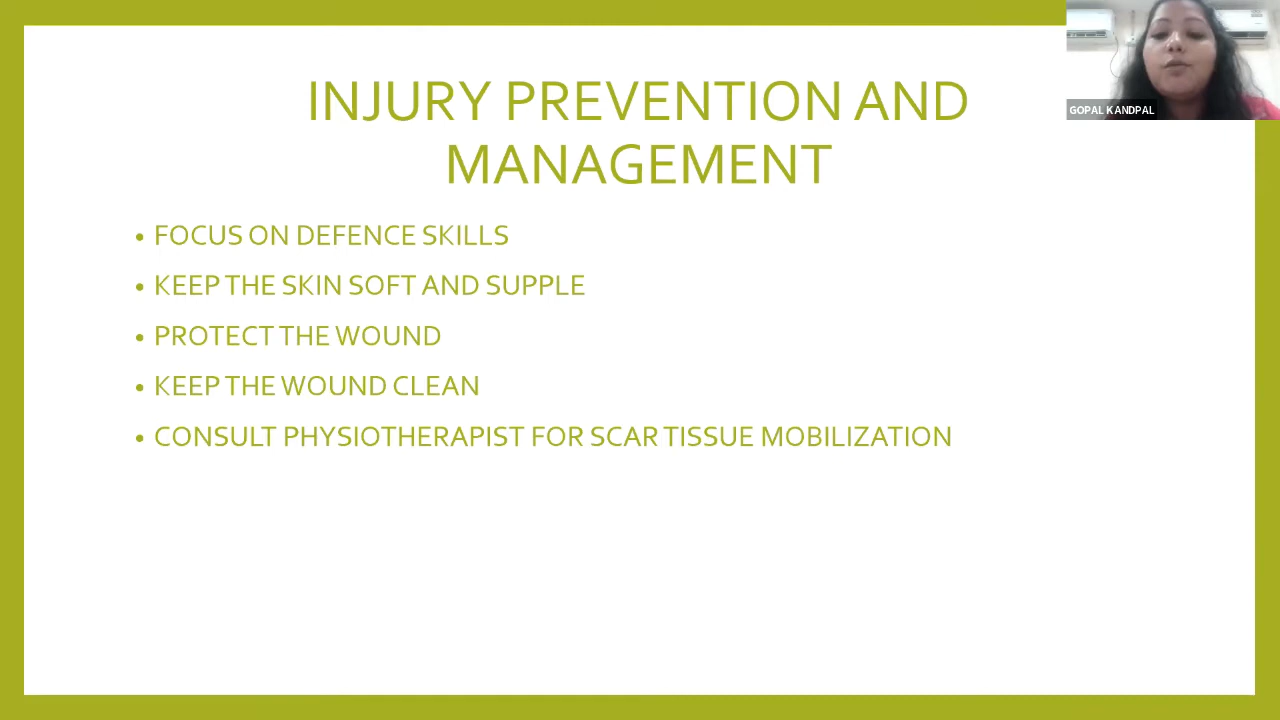 INJURY PREVENTION AND
MANAGEMENT
• FOCUS ON DEFENCE SKILLS
• KEEP THE SKIN SOFT AND SUPPLE
• PROTECT THE WOUND
• KEEP THE WOUND CLEAN
• CONSULT PHYSIOTHERAPIST FOR SCAR TISSUE MOBILIZATION
GOPAL KANDPAL